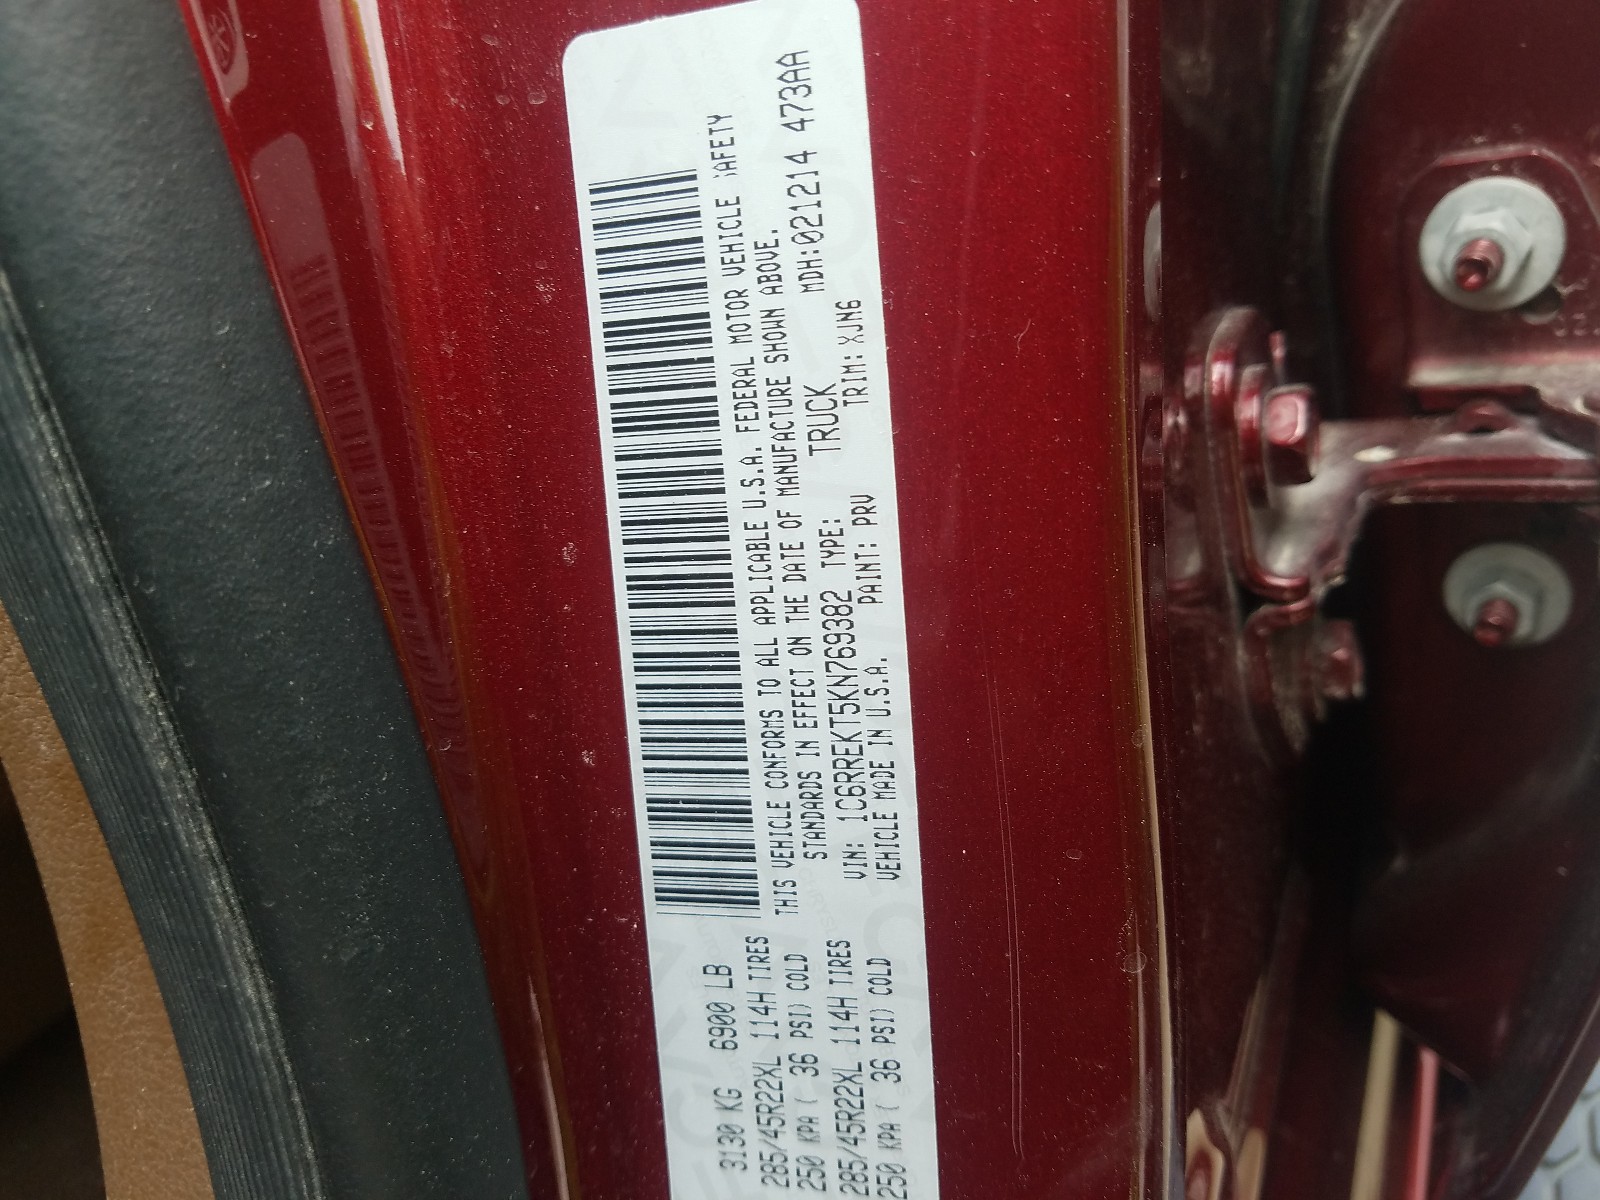 3130 KG 6900 LB
285/45R22XL 114H TIRES
250 KPA ( 36 PSI) COLD
285/45R22XL 114H TIRES
250 KPA ( 36 PSI) COLD
THIS VEHICLE CONFORMS TO ALL APPLICABLE U.S.A. FEDERAL MOTOR VEHICLE SAFETY
STANDARDS IN EFFECT ON THE DATE OF MANUFACTURE SHOWN ABOVE.
VIN: 1C6RREKT5KN769382 TYPE: TRUCK MDH:021214 473AA
VEHICLE MADE IN U.S.A. PAINT: PRV TRIM: XJN6